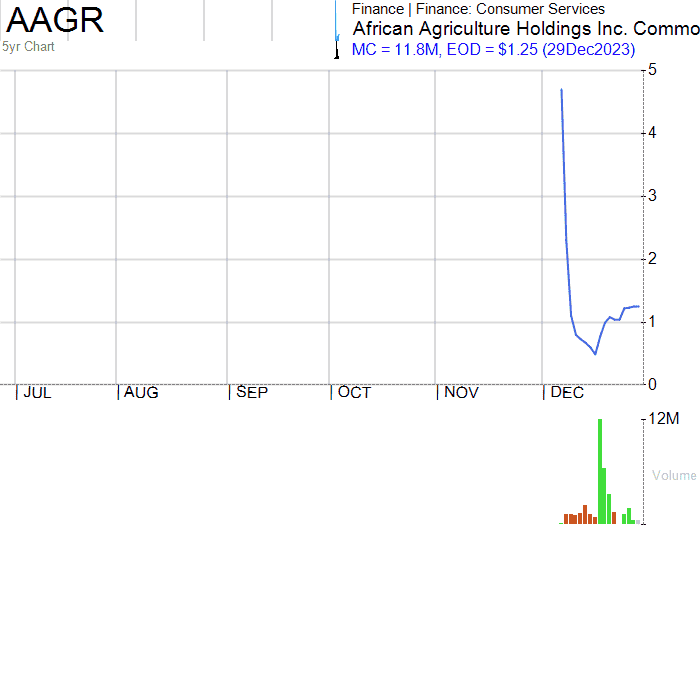 AAGR
5yr Chart
Finance | Finance: Consumer Services
African Agriculture Holdings Inc. Commo
MC = 11.8M, EOD = $1.25 (29Dec2023)
5
4
3
2
1
0
JUL
AUG
SEP
OCT
NOV
DEC
12M
Volume